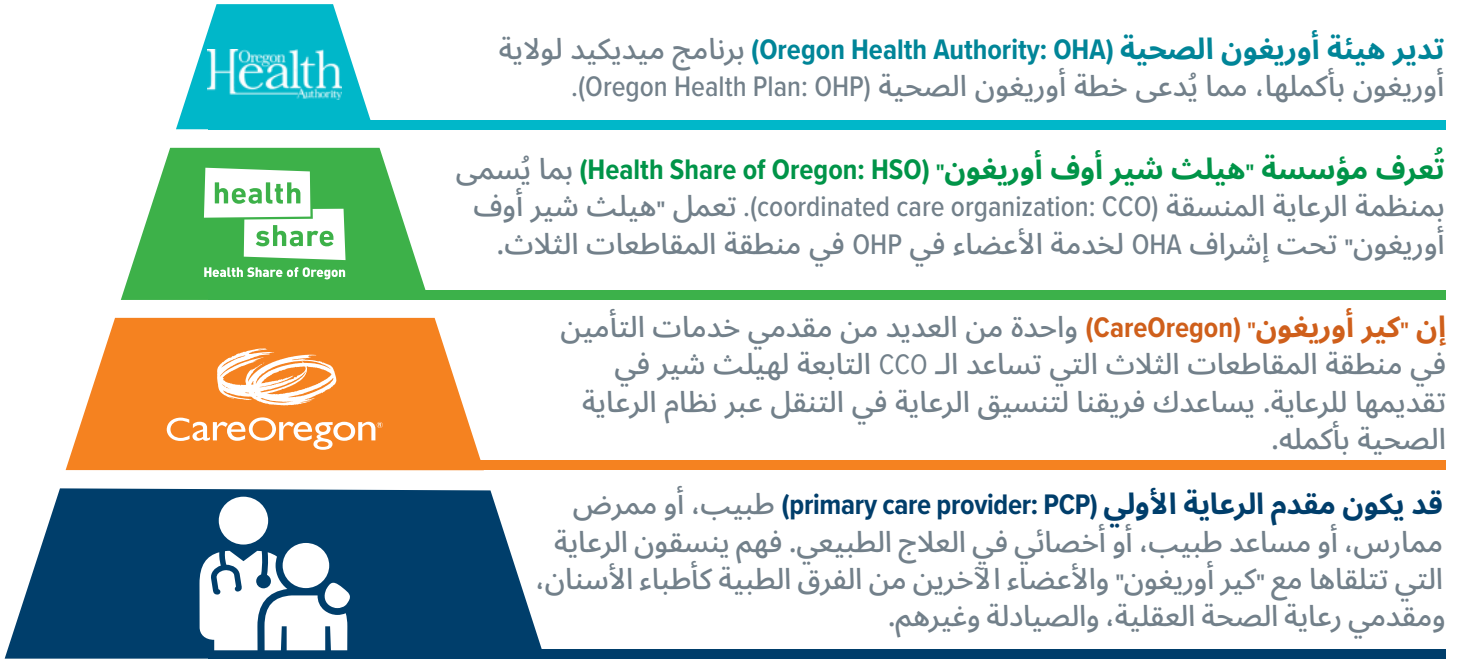 Oregon
Health
Authority
تدير هيئة أوريغون الصحية (Oregon Health Authority: OHA) برنامج ميديكيد لولاية
أوريغون بأكملها، مما يُدعى خطة أوريغون الصحية (Oregon Health Plan: OHP).
health
share
Health Share of Oregon
تُعرف مؤسسة "هيلث شير أوف أوريغون" (Health Share of Oregon: HSO) بما يُسمى
بمنظمة الرعاية المنسقة (coordinated care organization: CCO). تعمل "هيلث شير أوف
أوريغون" تحت إشراف OHA لخدمة الأعضاء في OHP في منطقة المقاطعات الثلاث.
CareOregon®
إن "كير أوريغون" (CareOregon) واحدة من العديد من مقدمي خدمات التأمين
في منطقة المقاطعات الثلاث التي تساعد الـ CCO التابعة لهيلث شير في
تقديمها للرعاية. يساعدك فريقنا لتنسيق الرعاية في التنقل عبر نظام الرعاية
الصحية بأكمله.
قد يكون مقدم الرعاية الأولي (primary care provider: PCP) طبيب، أو ممرض
ممارس، أو مساعد طبيب، أو أخصائي في العلاج الطبيعي. فهم ينسقون الرعاية
التي تتلقاها مع "كير أوريغون" والأعضاء الآخرين من الفرق الطبية كأطباء الأسنان،
ومقدمي رعاية الصحة العقلية، والصيادلة وغيرهم.